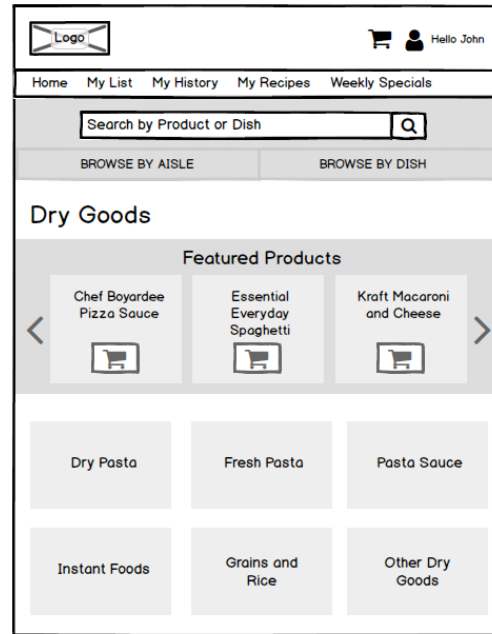 Logo
Hello John
Home My List My History My Recipes Weekly Specials
Search by Product or Dish
BROWSE BY AISLE BROWSE BY DISH
Dry Goods
Featured Products
Chef Boyardee
Pizza Sauce
Essential
Everyday
Spaghetti
Kraft Macaroni
and Cheese
Dry Pasta
Fresh Pasta
Pasta Sauce
Instant Foods
Grains and
Rice
Other Dry
Goods